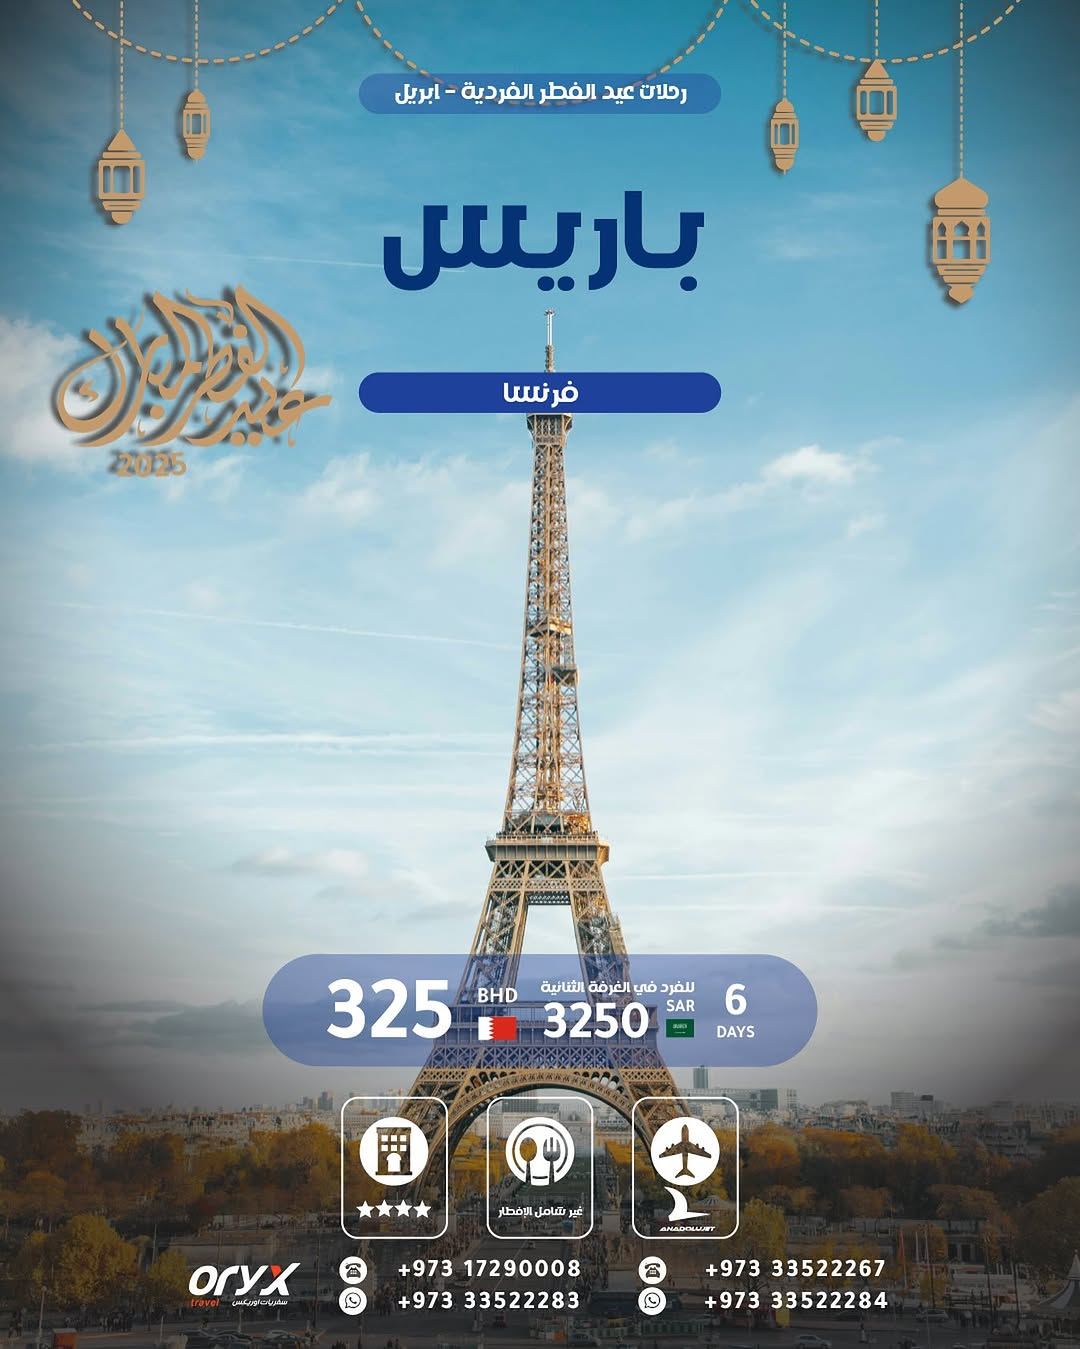 رحلات عيد الفطر الفردية - ابريل
باريس
عيد الفطر المبارك
2025
فرنسا
325 BHD
للفرد في الغرفة الثنائية
3250 SAR
6 DAYS
غير شامل الإفطار
ANADOLUJET
oryx
travel سفريات اوريكس
+973 17290008
+973 33522283
+973 33522267
+973 33522284